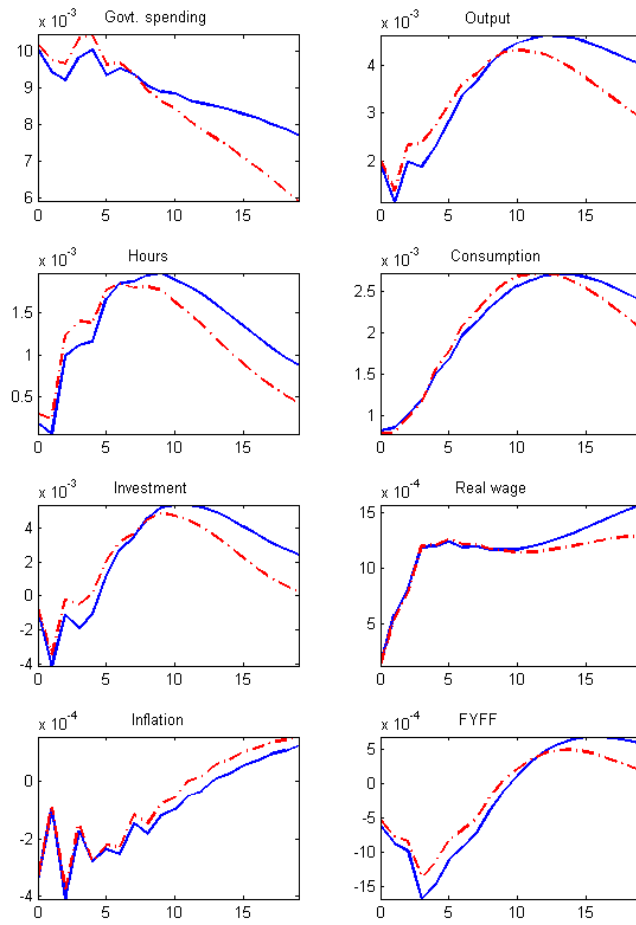 x 10^-3 Govt. spending
10
9
8
7
6
0 5 10 15
x 10^-3 Output
4
3
2
0 5 10 15
x 10^-3 Hours
1.5
1
0.5
0 5 10 15
x 10^-3 Consumption
2.5
2
1.5
1
0 5 10 15
x 10^-3 Investment
4
2
0
-2
-4
0 5 10 15
x 10^-4 Real wage
15
10
5
0 5 10 15
x 10^-4 Inflation
0
-2
-4
0 5 10 15
x 10^-4 FYFF
5
0
-5
-10
-15
0 5 10 15